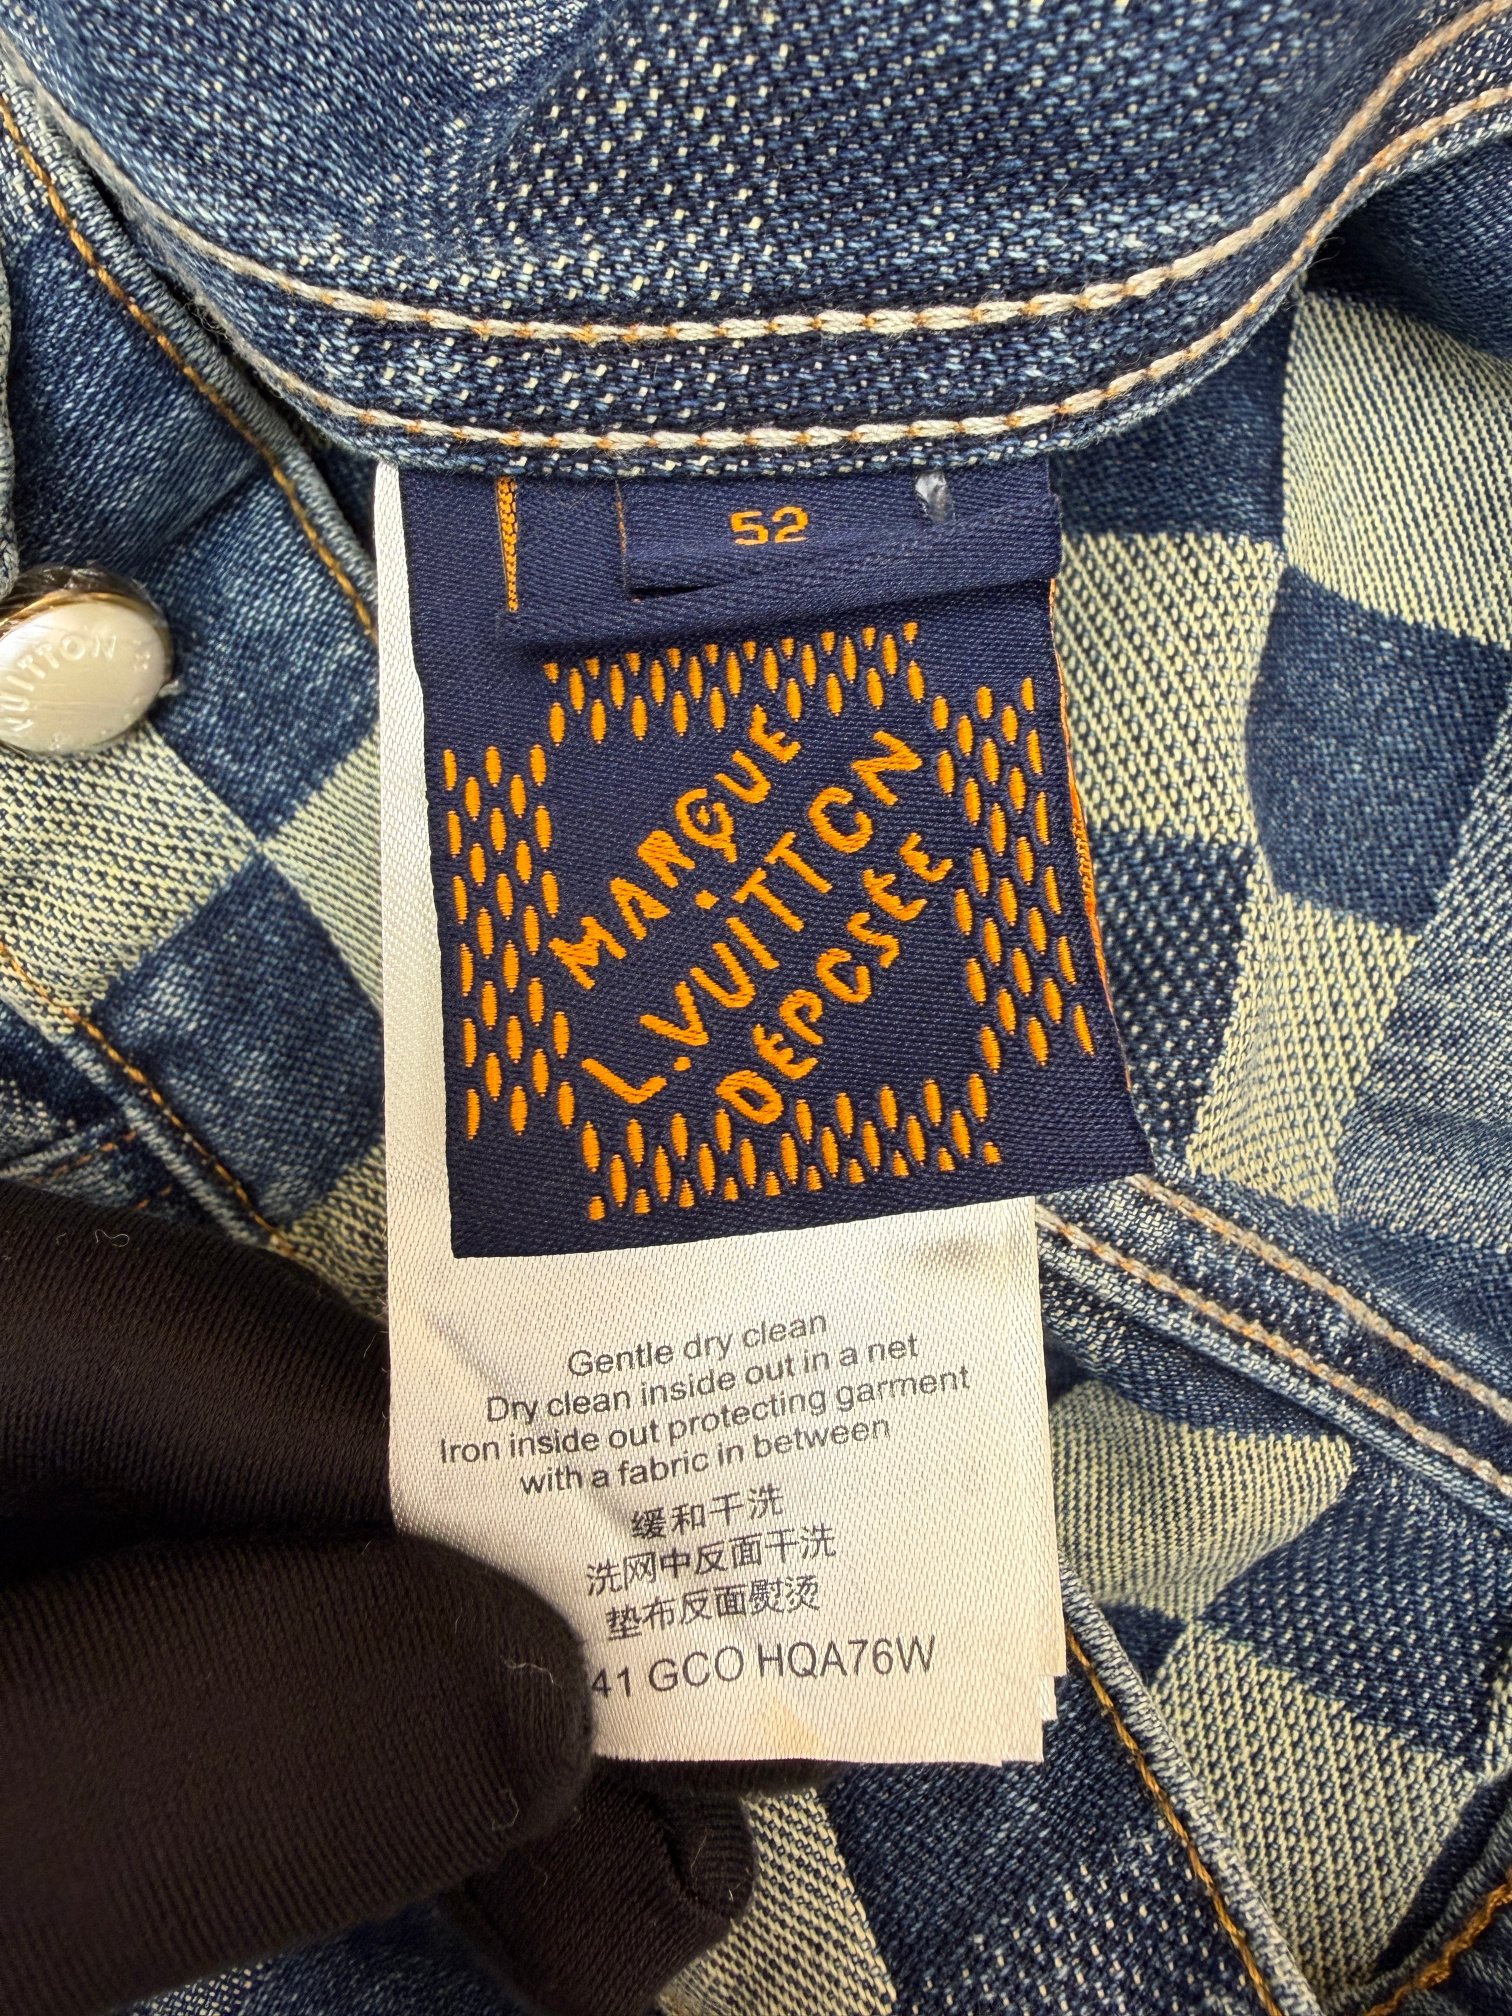 52
MARQUE
L.VUITTON
DÉPOSÉE
UITTON
Gentle dry clean
Dry clean inside out in a net
Iron inside out protecting garment
with a fabric in between
缓和干洗
洗网中反面干洗
垫布反面熨烫
41 GCO HQA76W